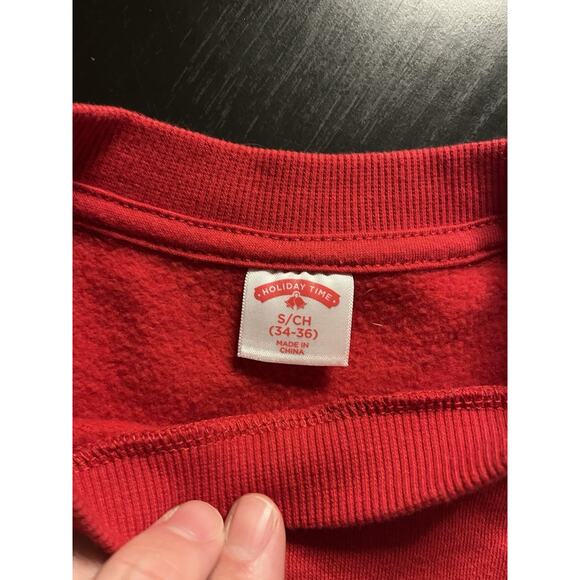 · HOLIDAY TIME ·
S/CH
(34-36)
MADE IN
CHINA